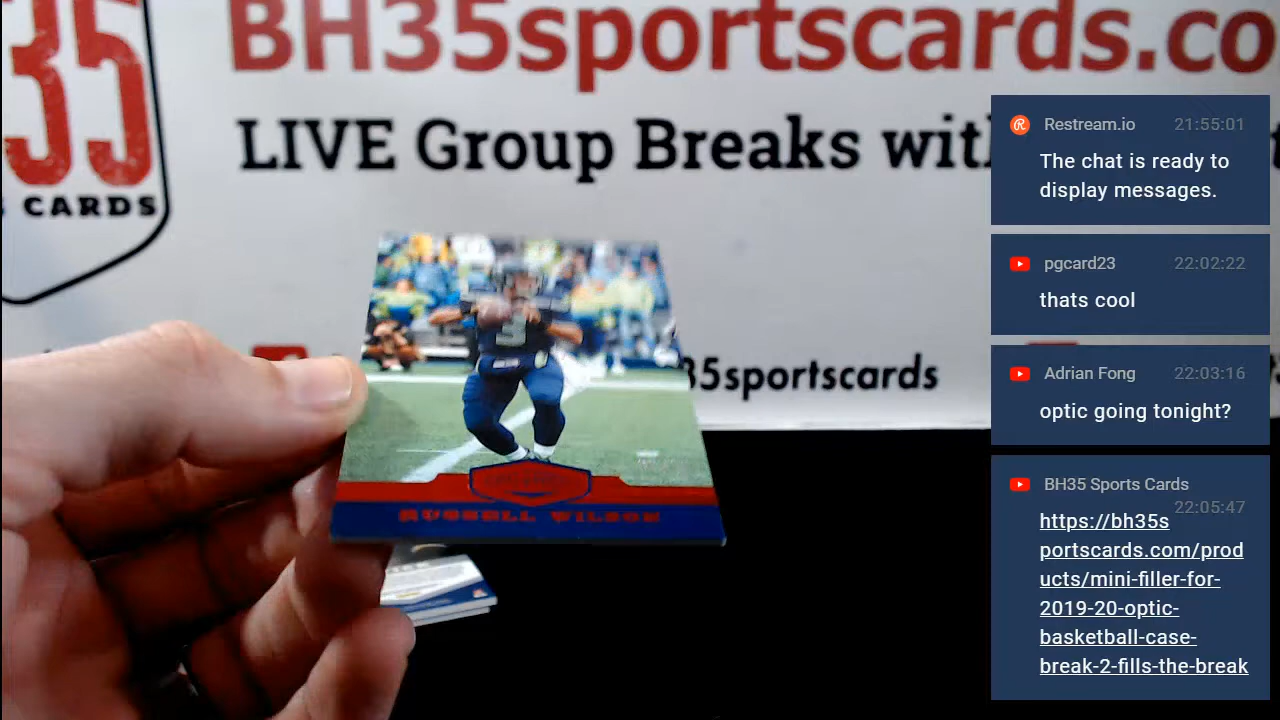 35
CARDS
BH35sportscards.co
LIVE Group Breaks wit
35sportscards
3
RUSSELL WILSON
Restream.io 21:55:01
The chat is ready to
display messages.
pgcard23 22:02:22
thats cool
Adrian Fong 22:03:16
optic going tonight?
BH35 Sports Cards
22:05:47
https://bh35s
portscards.com/prod
ucts/mini-filler-for-
2019-20-optic-
basketball-case-
break-2-fills-the-break